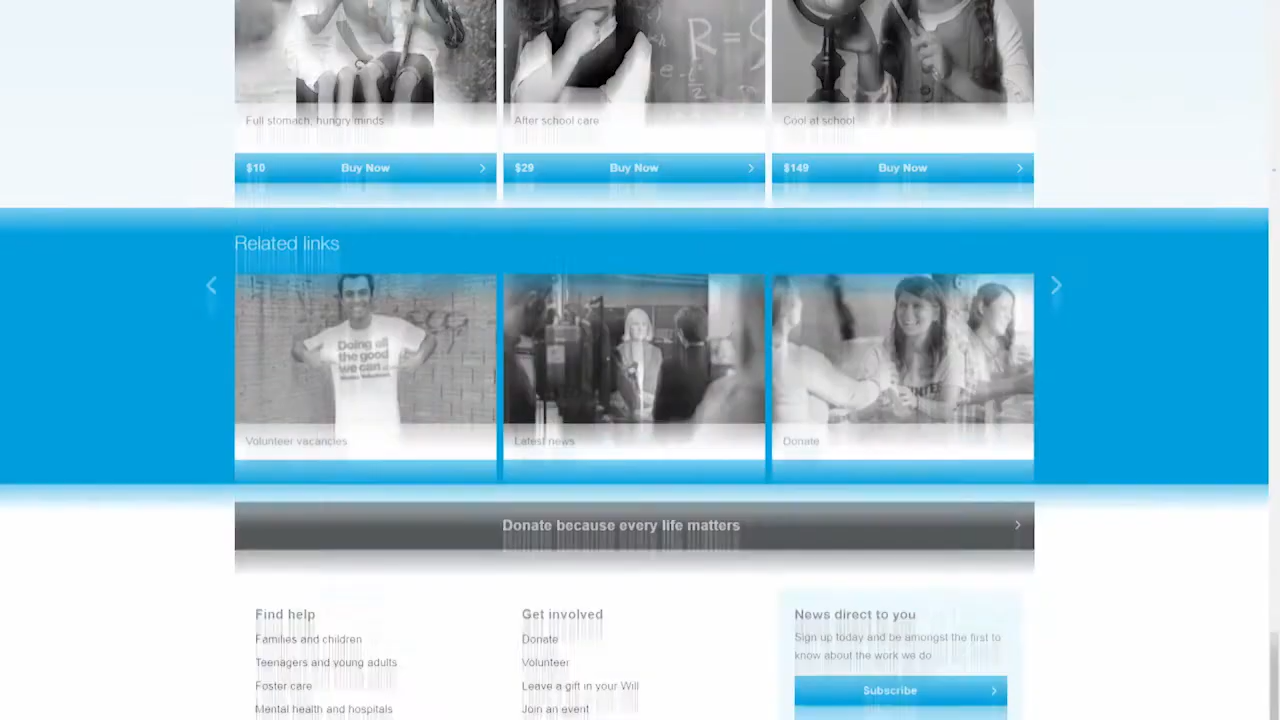 R =
Full stomach, hungry minds
After school care
Cool at school
$10 Buy Now
$29 Buy Now
$149 Buy Now
Related links
Doing all
the good
we can
Volunteer vacancies
Latest news
Donate
Donate because every life matters
Find help
Families and children
Teenagers and young adults
Foster care
Mental health and hospitals
Get involved
Donate
Volunteer
Leave a gift in your Will
Join an event
News direct to you
Sign up today and be amongst the first to
know about the work we do
Subscribe